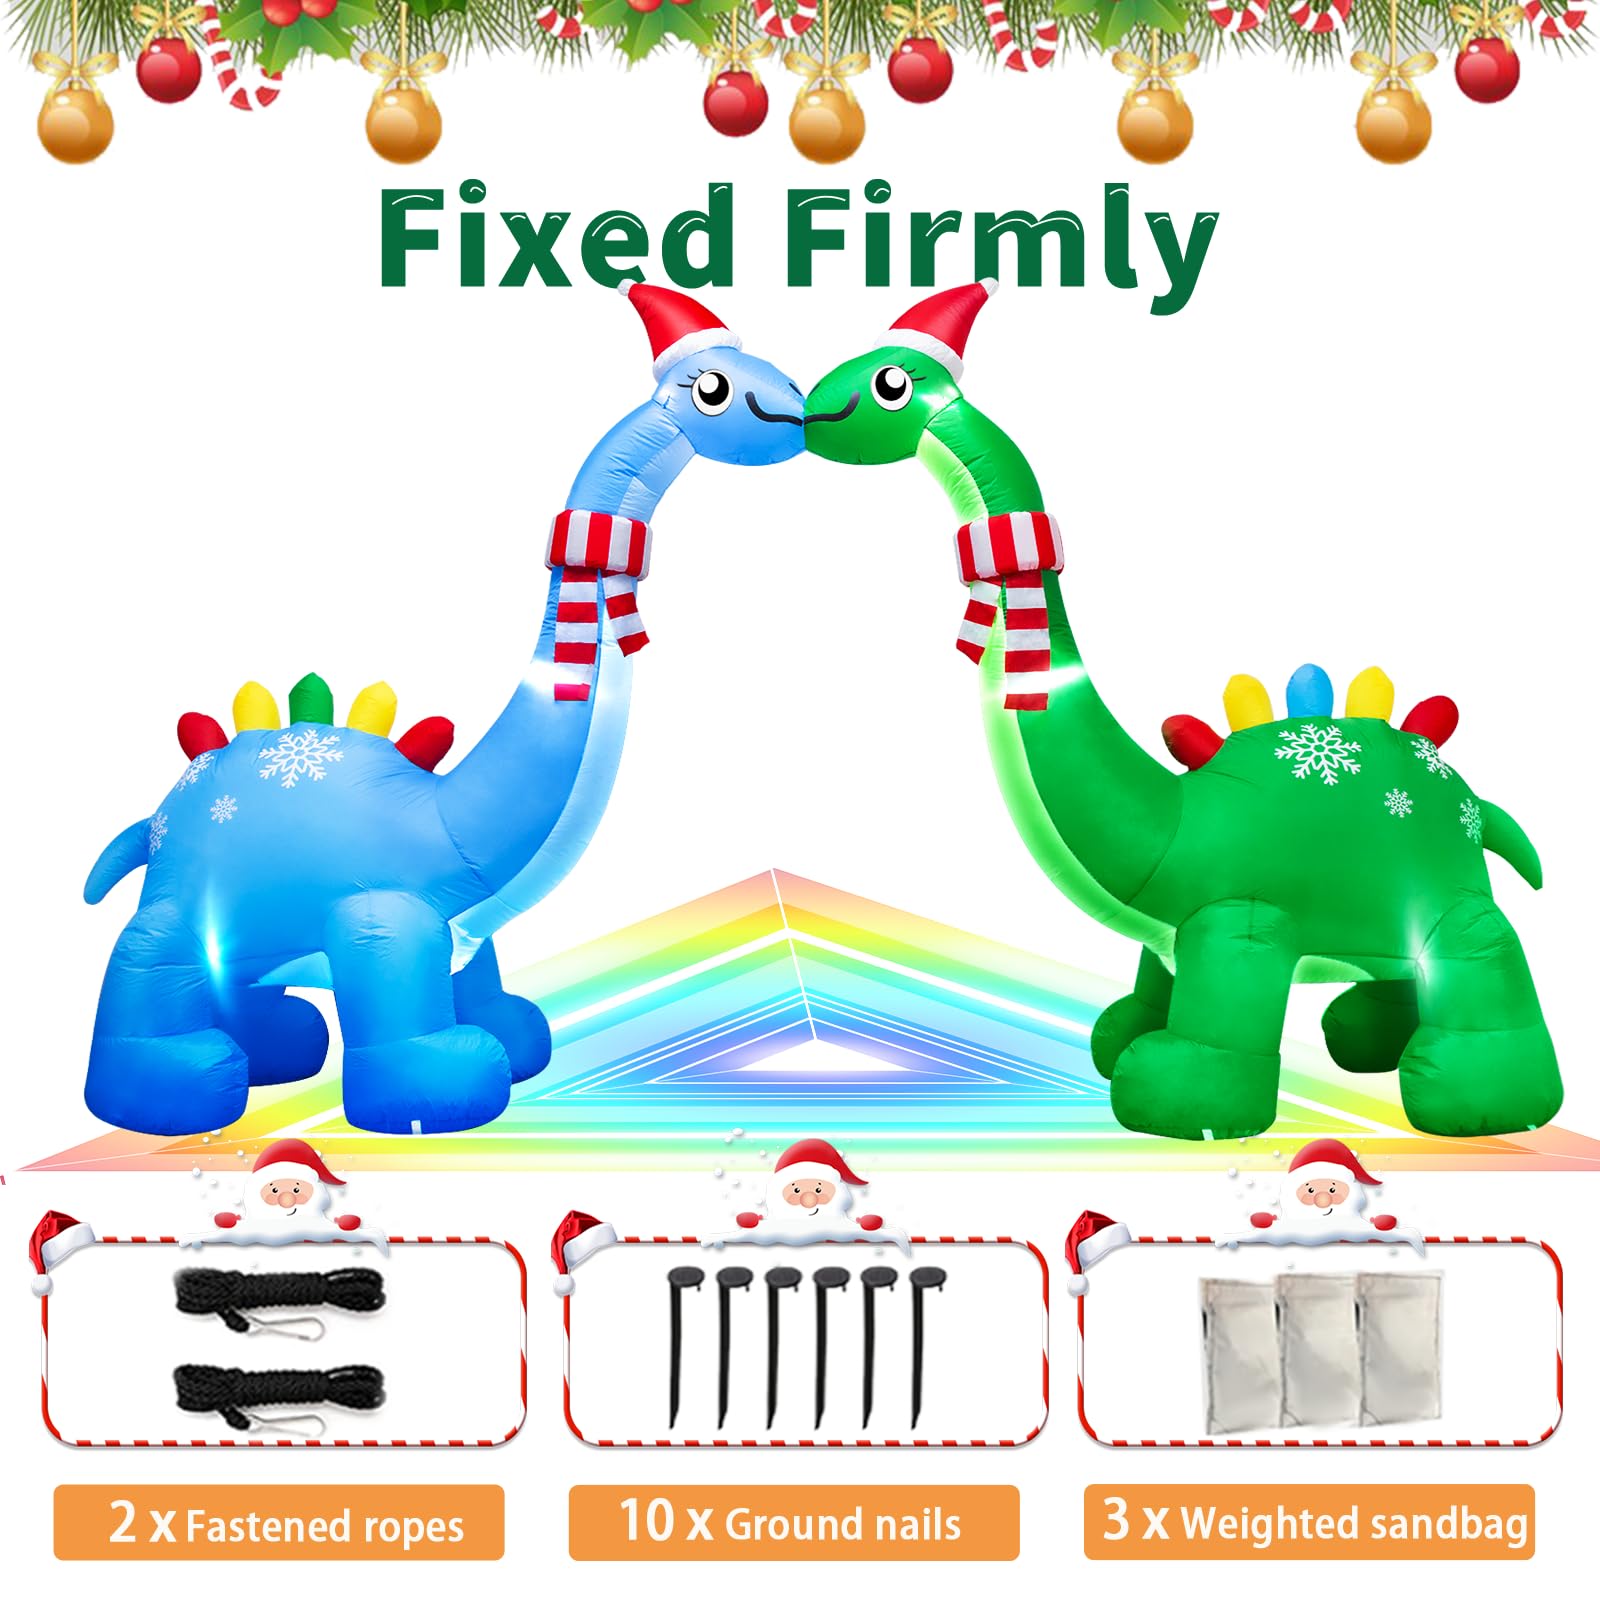 Fixed Firmly
2 x Fastened ropes
10 x Ground nails
3 x Weighted sandbag